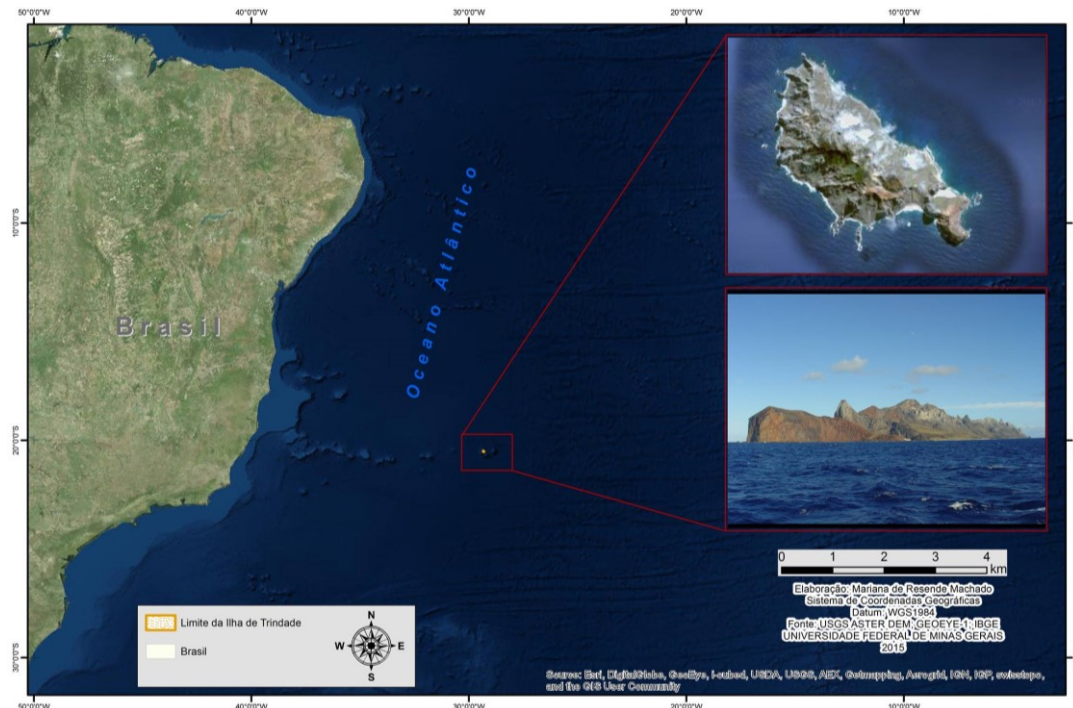 50°0'0"W
40°0'0"W
30°0'0"W
20°0'0"W
10°0'0"W
10°0'0"S
20°0'0"S
30°0'0"S
Oceano Atlântico
Brasil
0 1 2 3 4
km
Elaboração: Mariana de Resende Machado
Sistema de Coordenadas Geográficas
Datum: WGS1984
Fonte: USGS ASTER DEM, GEOEYE-1; IBGE
UNIVERSIDADE FEDERAL DE MINAS GERAIS
2015
Limite da Ilha de Trindade
Brasil
N
W
E
S
Source: Esri, DigitalGlobe, GeoEye, i-cubed, USDA, USGS, AEX, Getmapping, Aerogrid, IGN, IGP, swisstopo,
and the GIS User Community
50°0'0"W
40°0'0"W
30°0'0"W
20°0'0"W
10°0'0"W